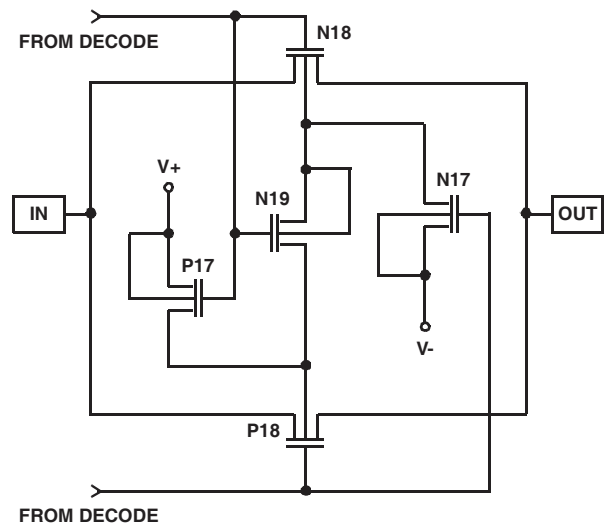 FROM DECODE
N18
V+
N17
N19
IN
OUT
P17
V-
P18
FROM DECODE